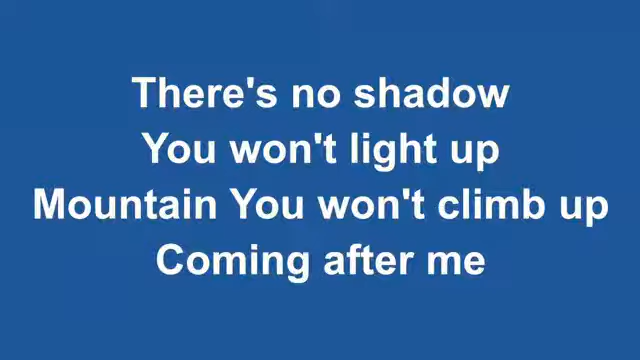 There's no shadow
You won't light up
Mountain You won't climb up
Coming after me